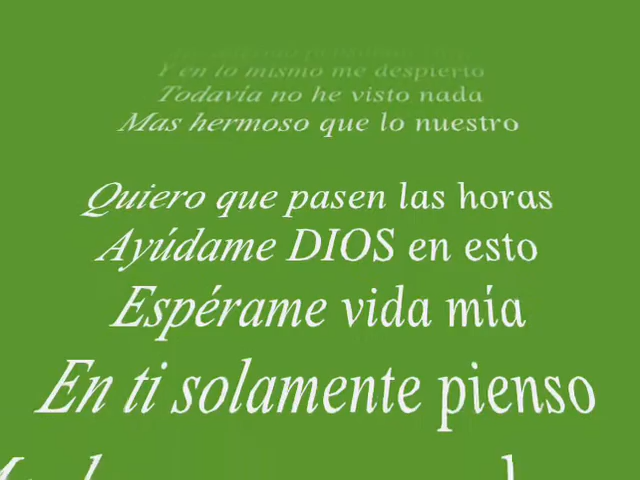 Y en lo mismo me despierto
Todavía no he visto nada
Mas hermoso que lo nuestro
Quiero que pasen las horas
Ayúdame DIOS en esto
Espérame vida mía
En ti solamente pienso